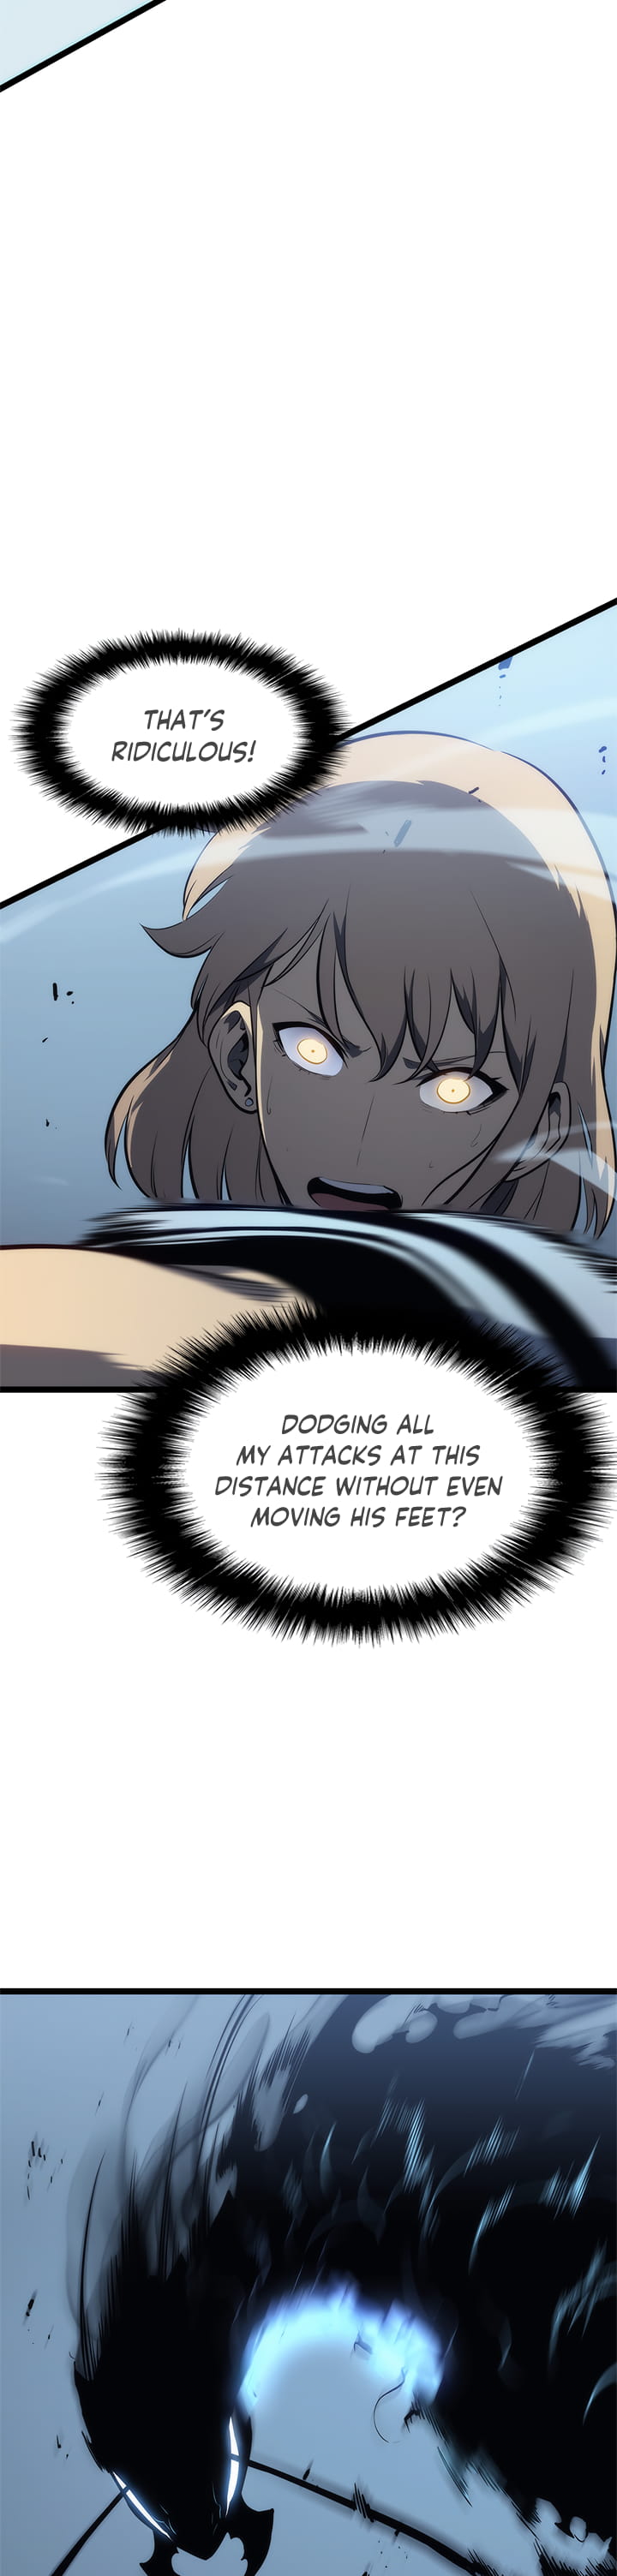 THAT'S
RIDICULOUS!
DODGING ALL
MY ATTACKS AT THIS
DISTANCE WITHOUT EVEN
MOVING HIS FEET?